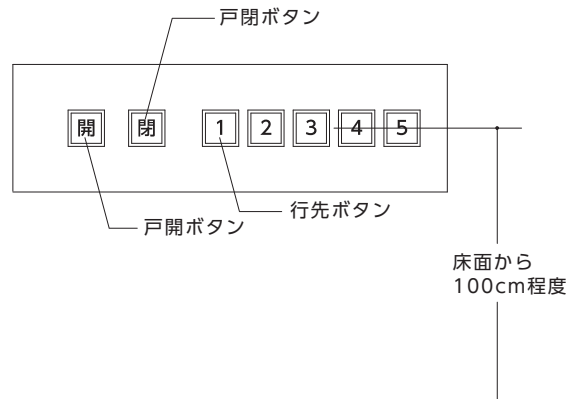 戸閉ボタン
開 閉 1 2 3 4 5
戸開ボタン
行先ボタン
床面から
100cm程度